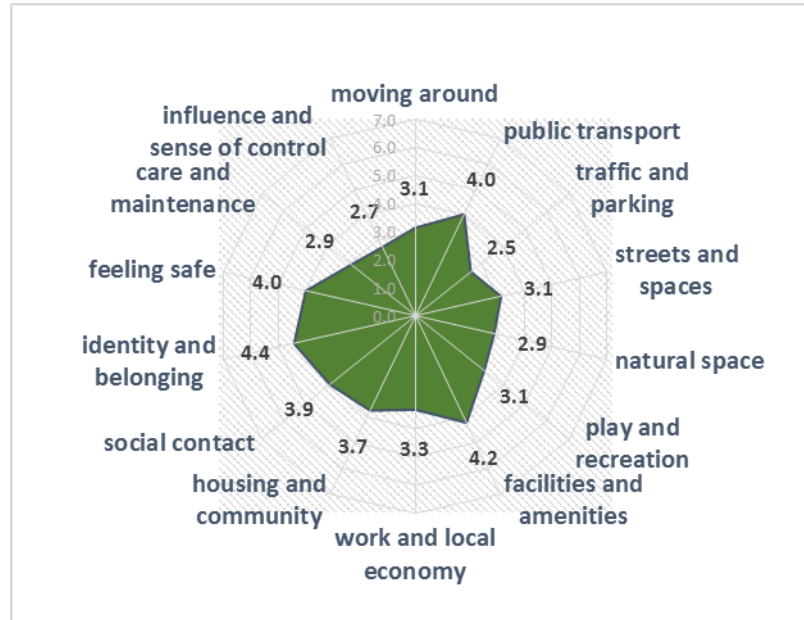 moving around
public transport
traffic and
parking
streets and
spaces
natural space
play and
recreation
facilities and
amenities
work and local
economy
housing and
community
social contact
identity and
belonging
feeling safe
care and
maintenance
influence and
sense of control
7.0
6.0
5.0
4.0
3.0
2.0
1.0
0.0
3.1
4.0
2.5
3.1
2.9
3.1
4.2
3.3
3.7
3.9
4.4
4.0
2.9
2.7